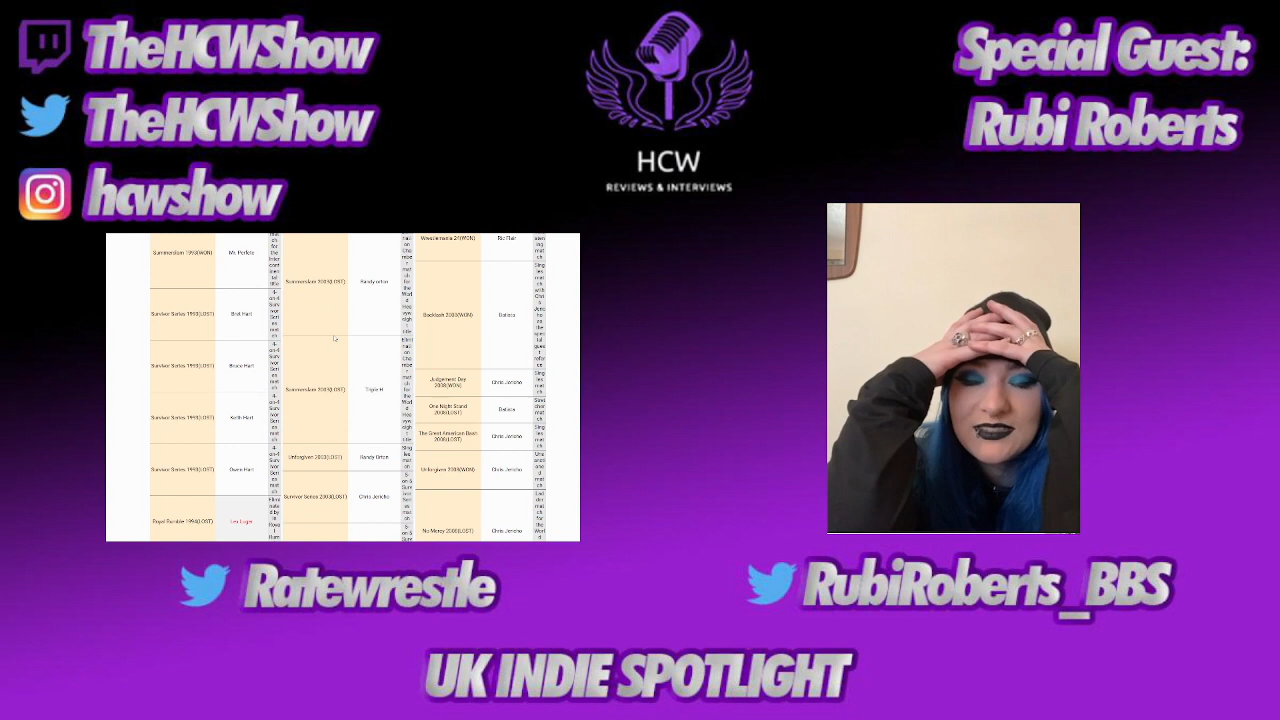 TheHCWShow
TheHCWShow
hcwshow
HCW
REVIEWS & INTERVIEWS
Special Guest:
Rubi Roberts
Summerslam 1993(WON)
Mr. Perfect
Survivor Series 1993(LOST)
Bret Hart
Survivor Series 1993(LOST)
Bruce Hart
Survivor Series 1993(LOST)
Keith Hart
Survivor Series 1993(LOST)
Owen Hart
Royal Rumble 1994(LOST)
Lex Luger
Summerslam 2003(LOST)
Randy orton
Summerslam 2003(LOST)
Triple H
Unforgiven 2003(LOST)
Randy Orton
Survivor Series 2003(LOST)
Chris Jericho
Wrestlemania 24(WON)
Ric Flair
Backlash 2008(WON)
Batista
Judgement Day
2008(WON)
Chris Jericho
One Night Stand
2008(LOST)
Batista
The Great American Bash
2008(LOST)
Chris Jericho
Unforgiven 2008(WON)
Chris Jericho
No Mercy 2008(LOST)
Chris Jericho
Ratewrestle
RubiRoberts_BBS
UK INDIE SPOTLIGHT